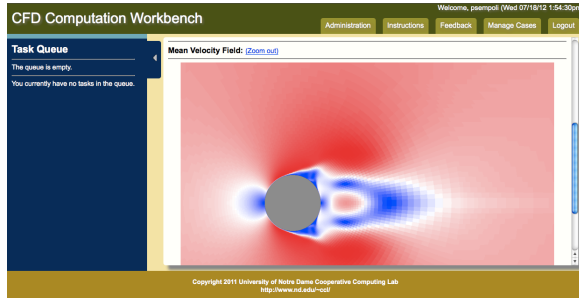 Welcome, psempoli (Wed 07/18/12 1:54:30pm
CFD Computation Workbench
Administration
Instructions
Feedback
Manage Cases
Logout
Task Queue
The queue is empty.
You currently have no tasks in the queue.
Mean Velocity Field: (Zoom out)
Copyright 2011 University of Notre Dame Cooperative Computing Lab
http://www.nd.edu/~ccl/